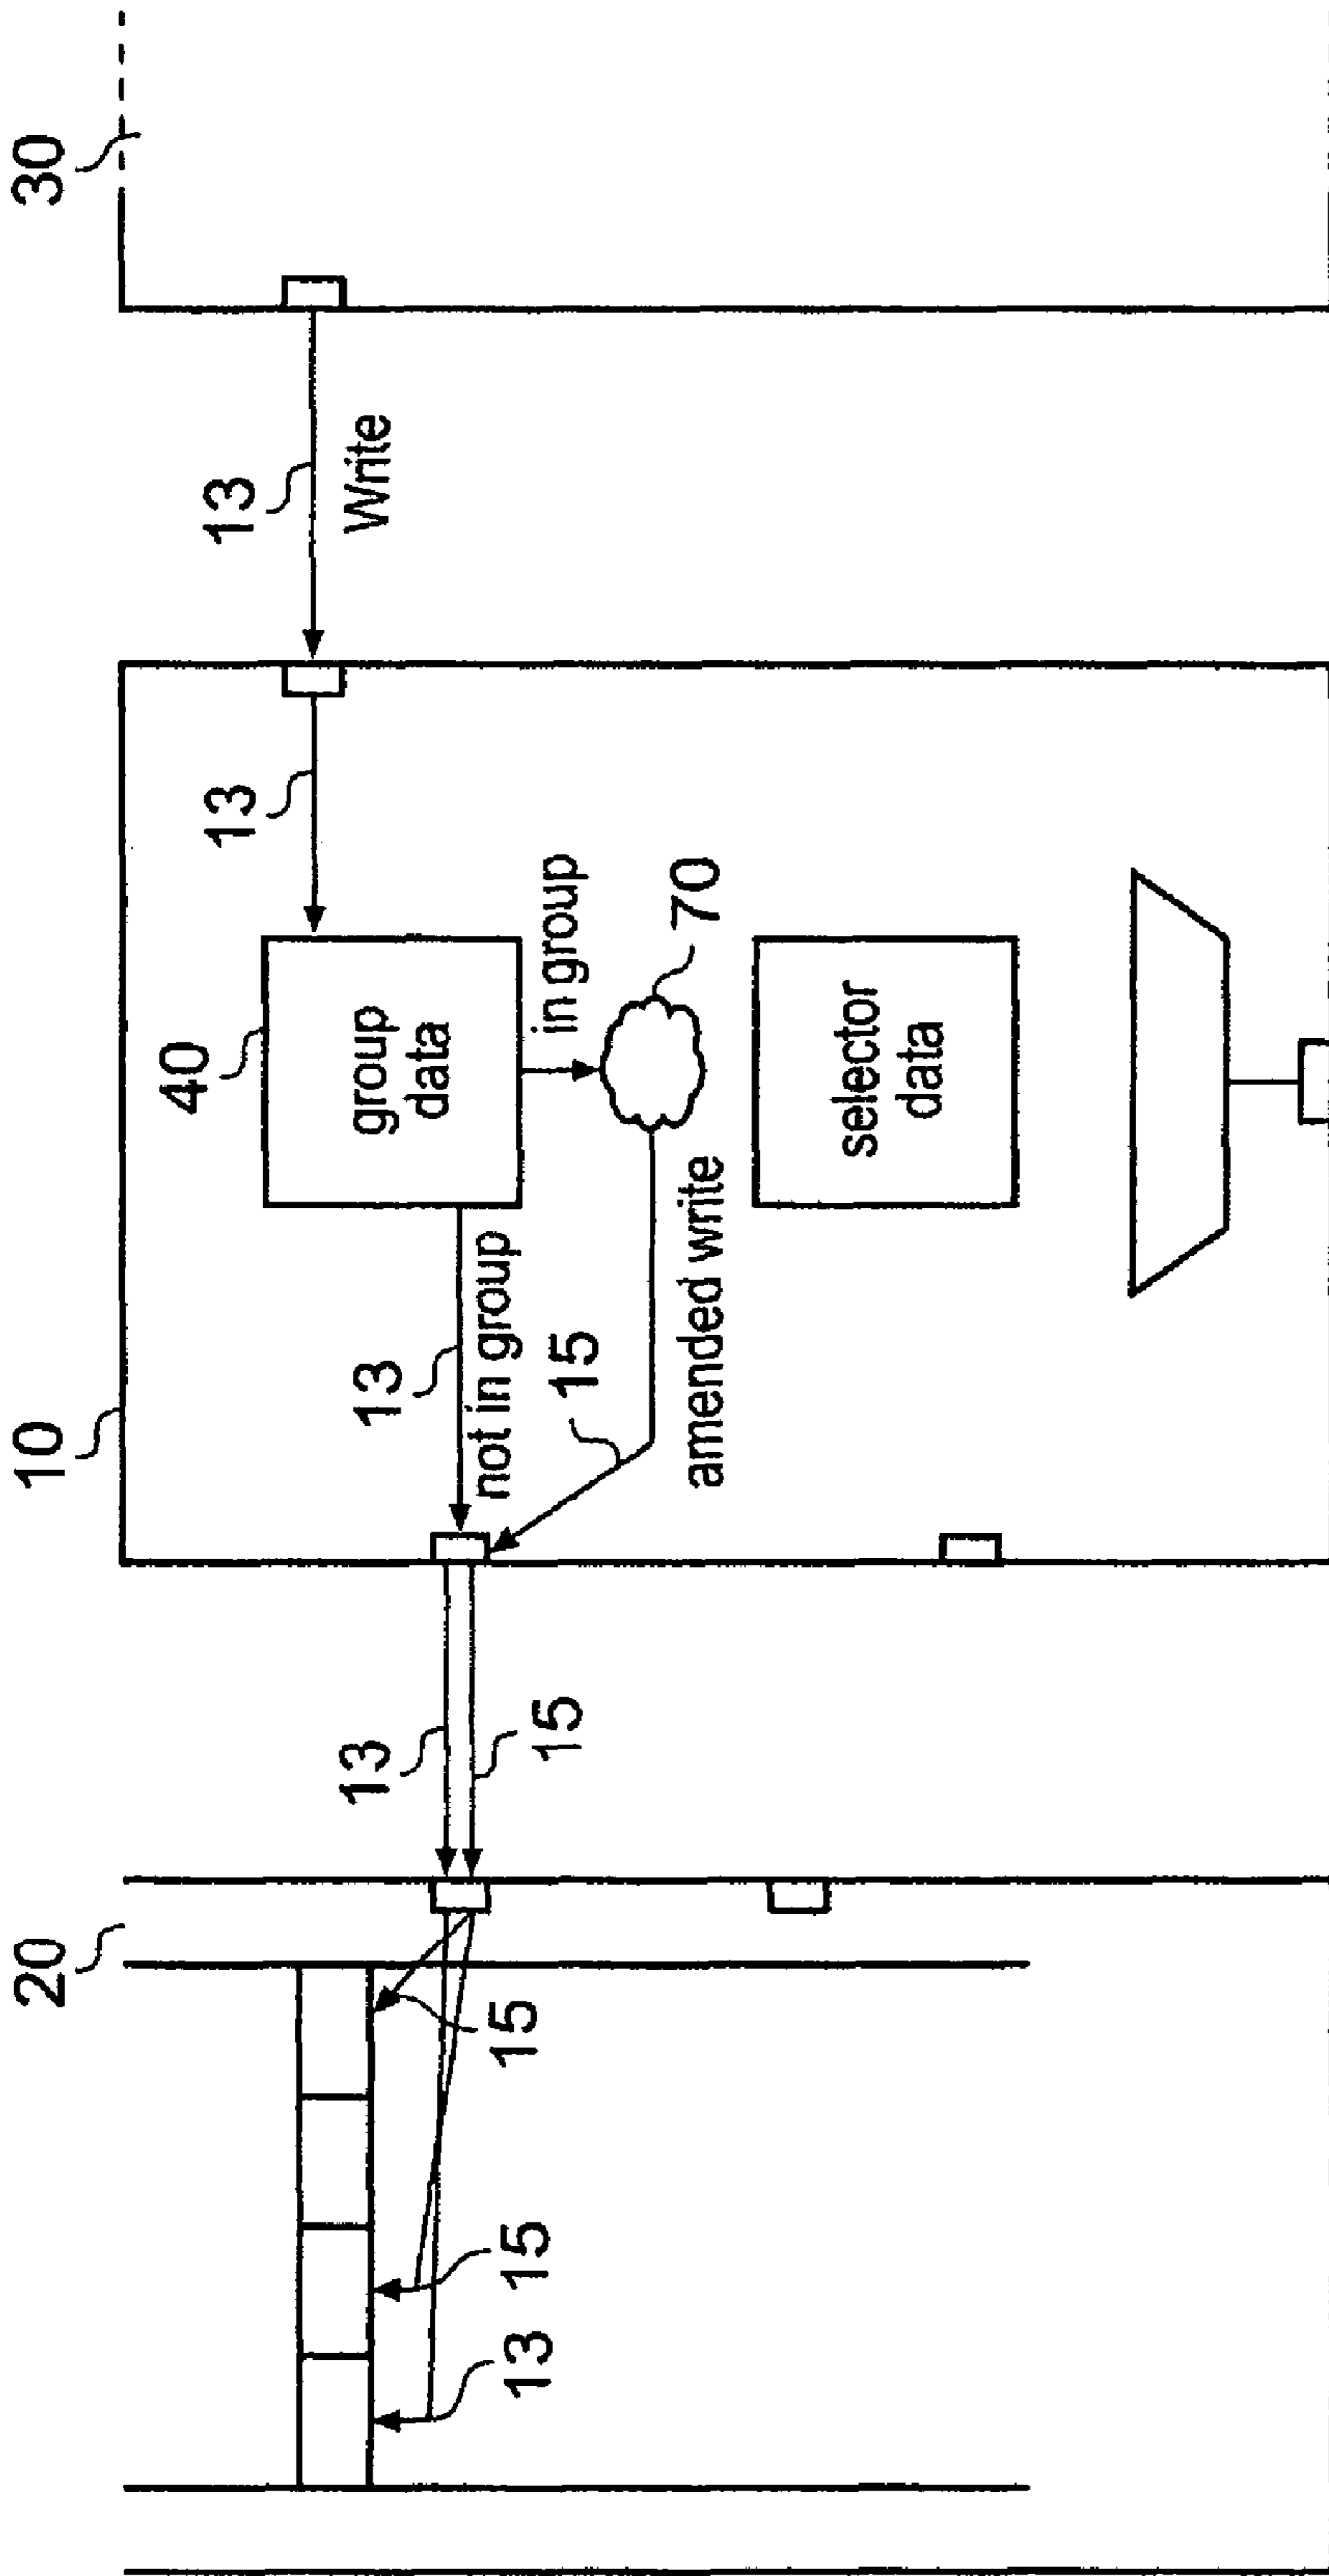 20
10
30
40
13
13
13
13
Write
group
data
not in group
13
15
15
15
15
in group
70
amended write
selector
data